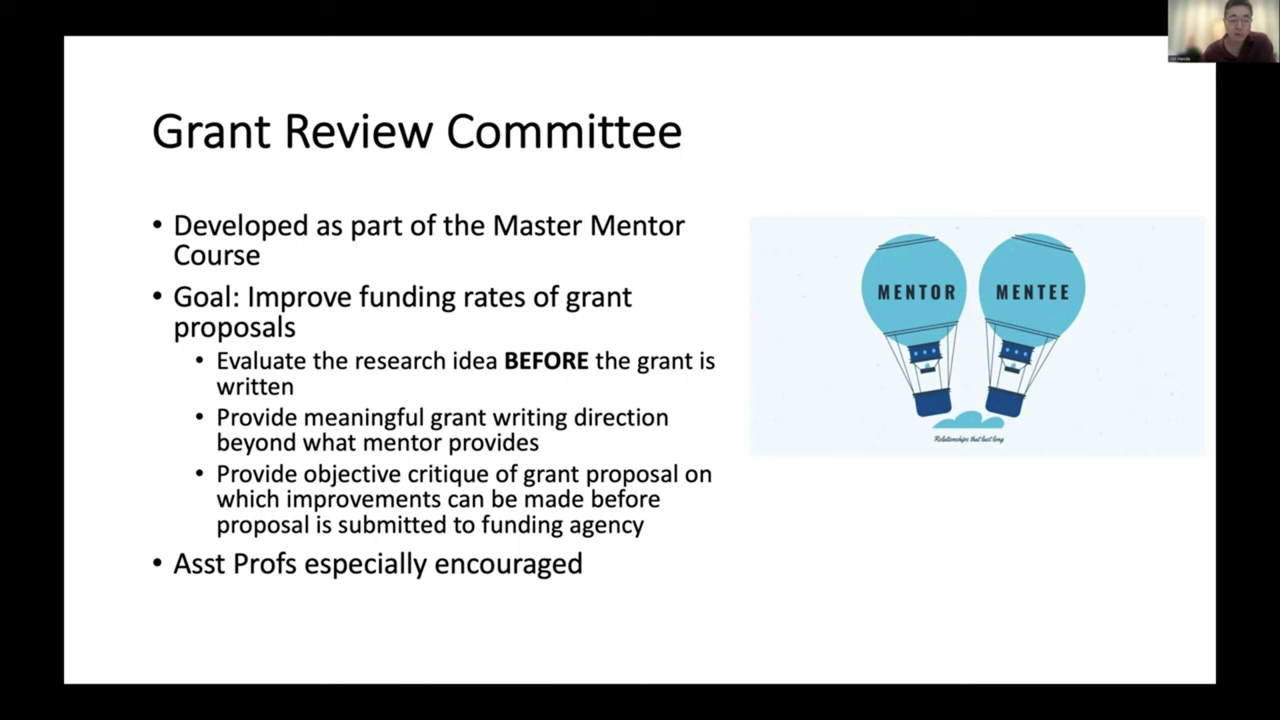 Grant Review Committee
• Developed as part of the Master Mentor
Course
• Goal: Improve funding rates of grant
proposals
• Evaluate the research idea BEFORE the grant is
written
• Provide meaningful grant writing direction
beyond what mentor provides
• Provide objective critique of grant proposal on
which improvements can be made before
proposal is submitted to funding agency
• Asst Profs especially encouraged
MENTOR
MENTEE
Relationships that last long